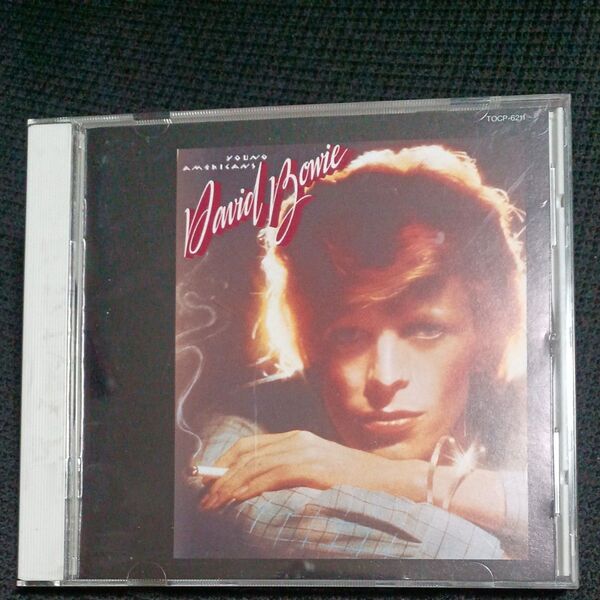 TOCP-6211
YOUNG
AMERICANS
David Bowie